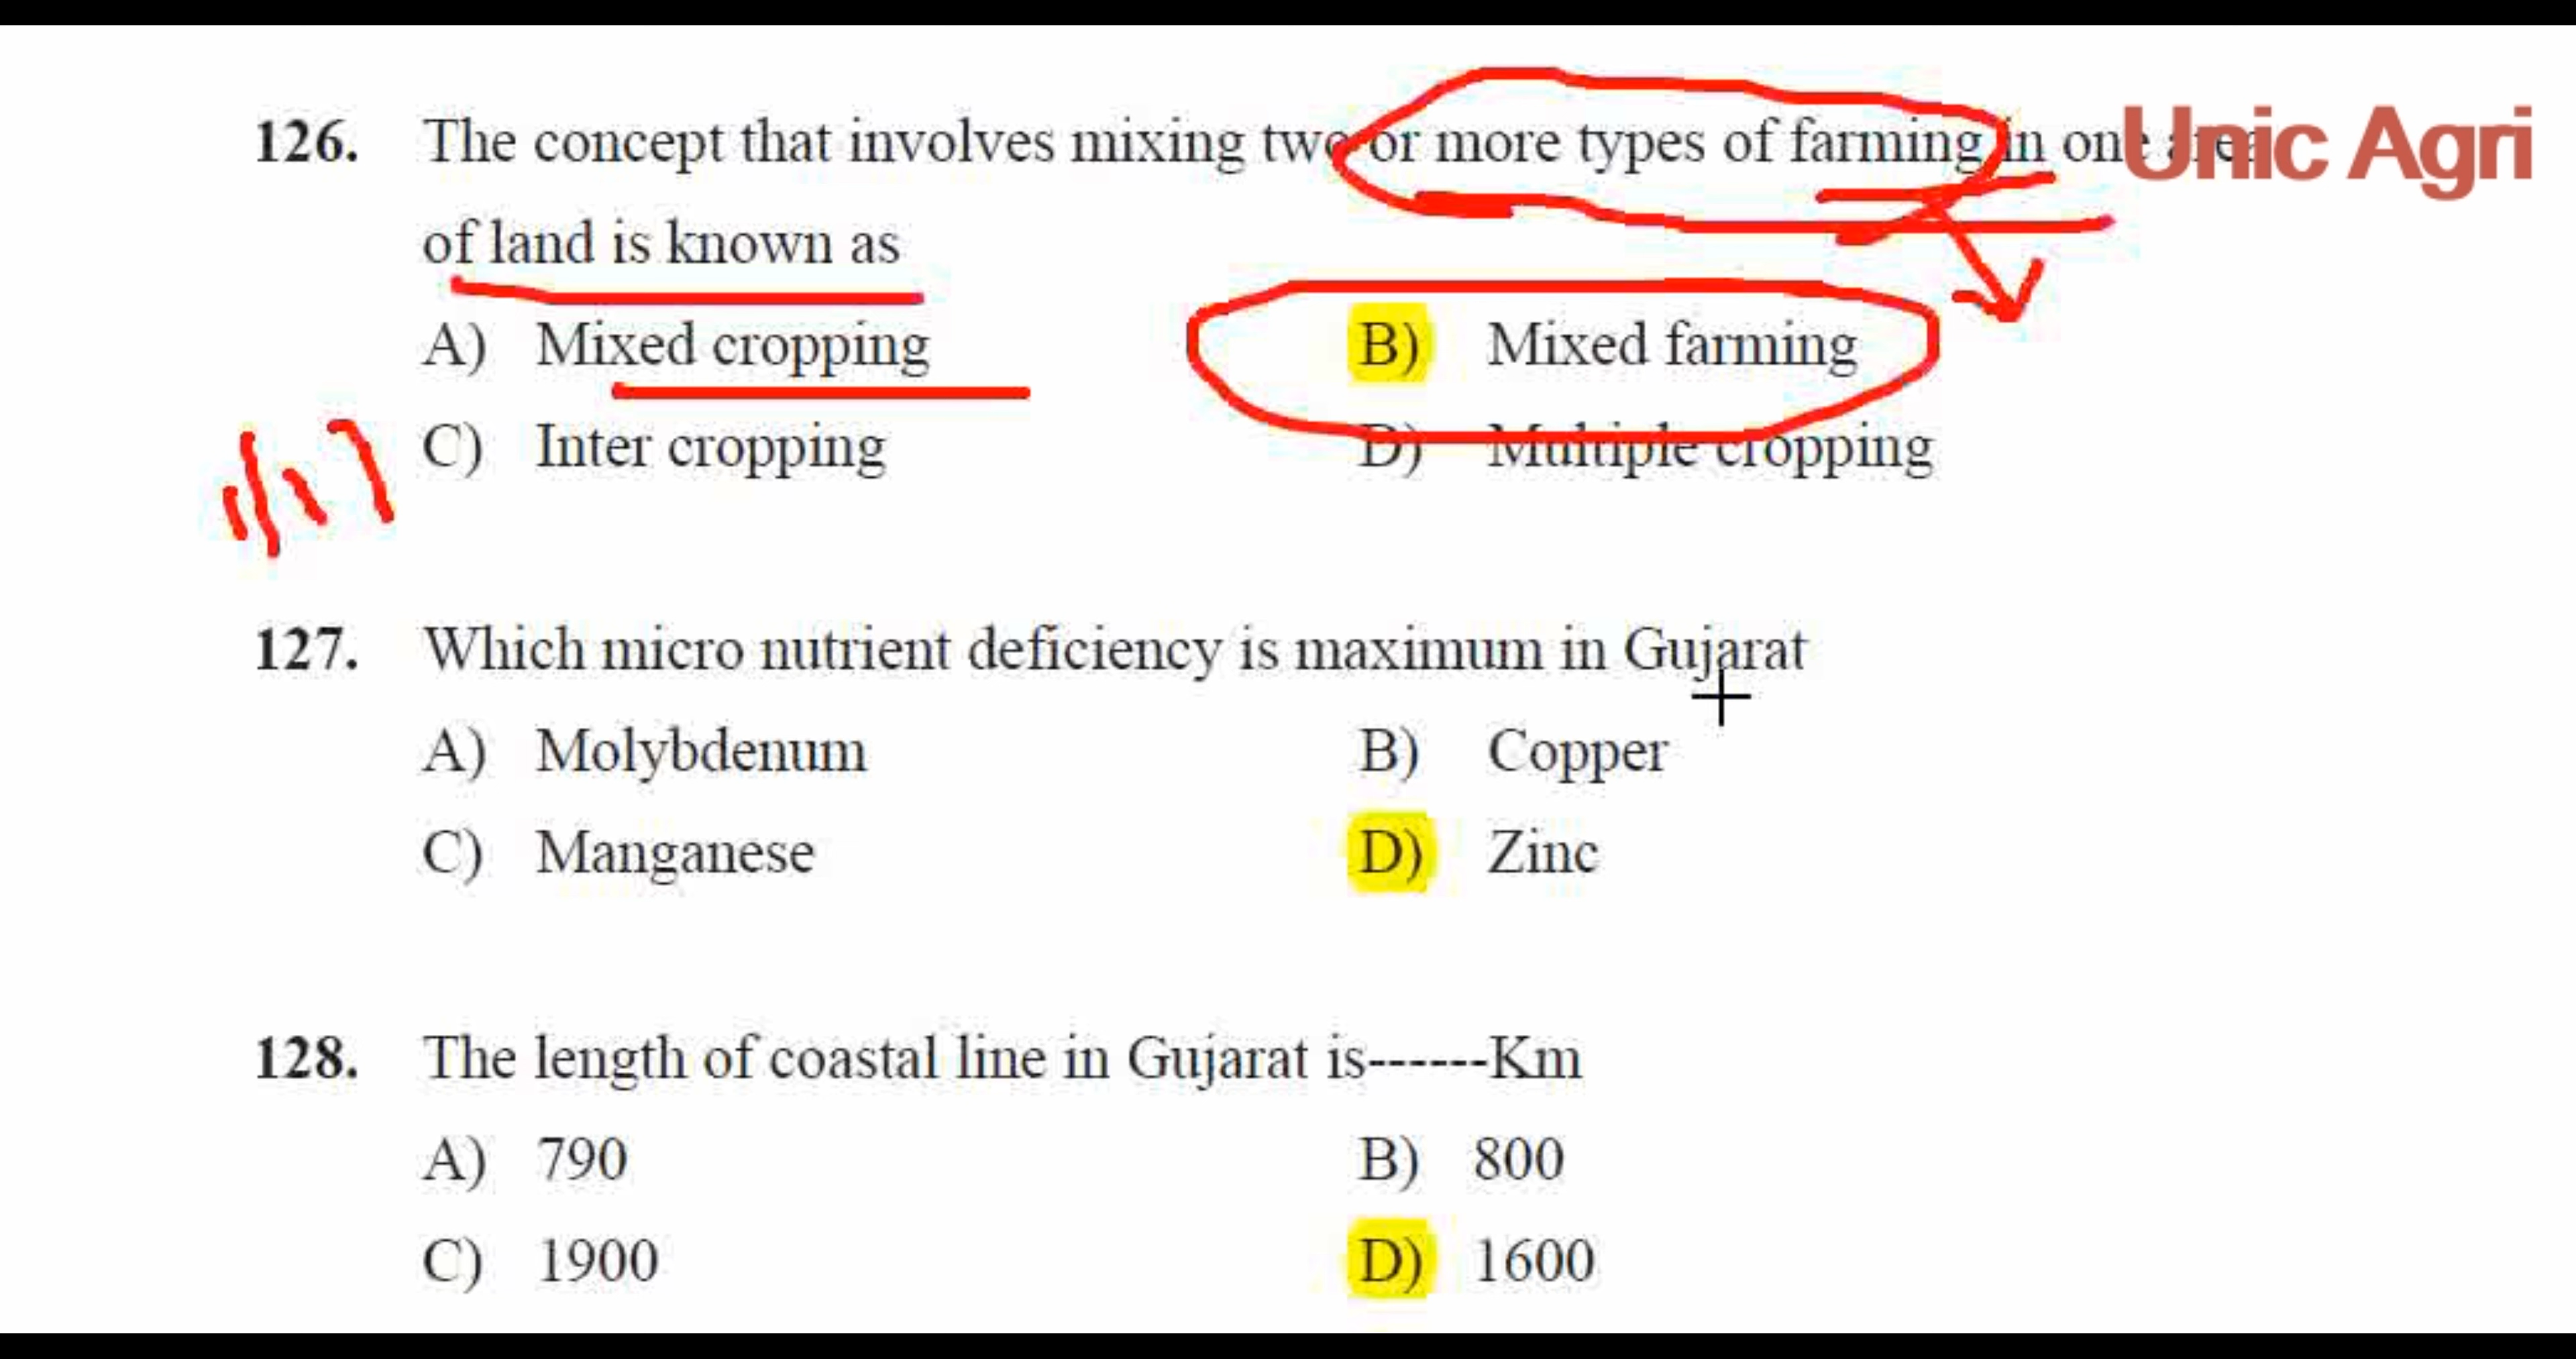 126. The concept that involves mixing two or more types of farming in one area
Unic Agri
of land is known as
A) Mixed cropping B) Mixed farming
C) Inter cropping D) Multiple cropping
127. Which micro nutrient deficiency is maximum in Gujarat
A) Molybdenum B) Copper
C) Manganese D) Zinc
128. The length of coastal line in Gujarat is------Km
A) 790 B) 800
C) 1900 D) 1600